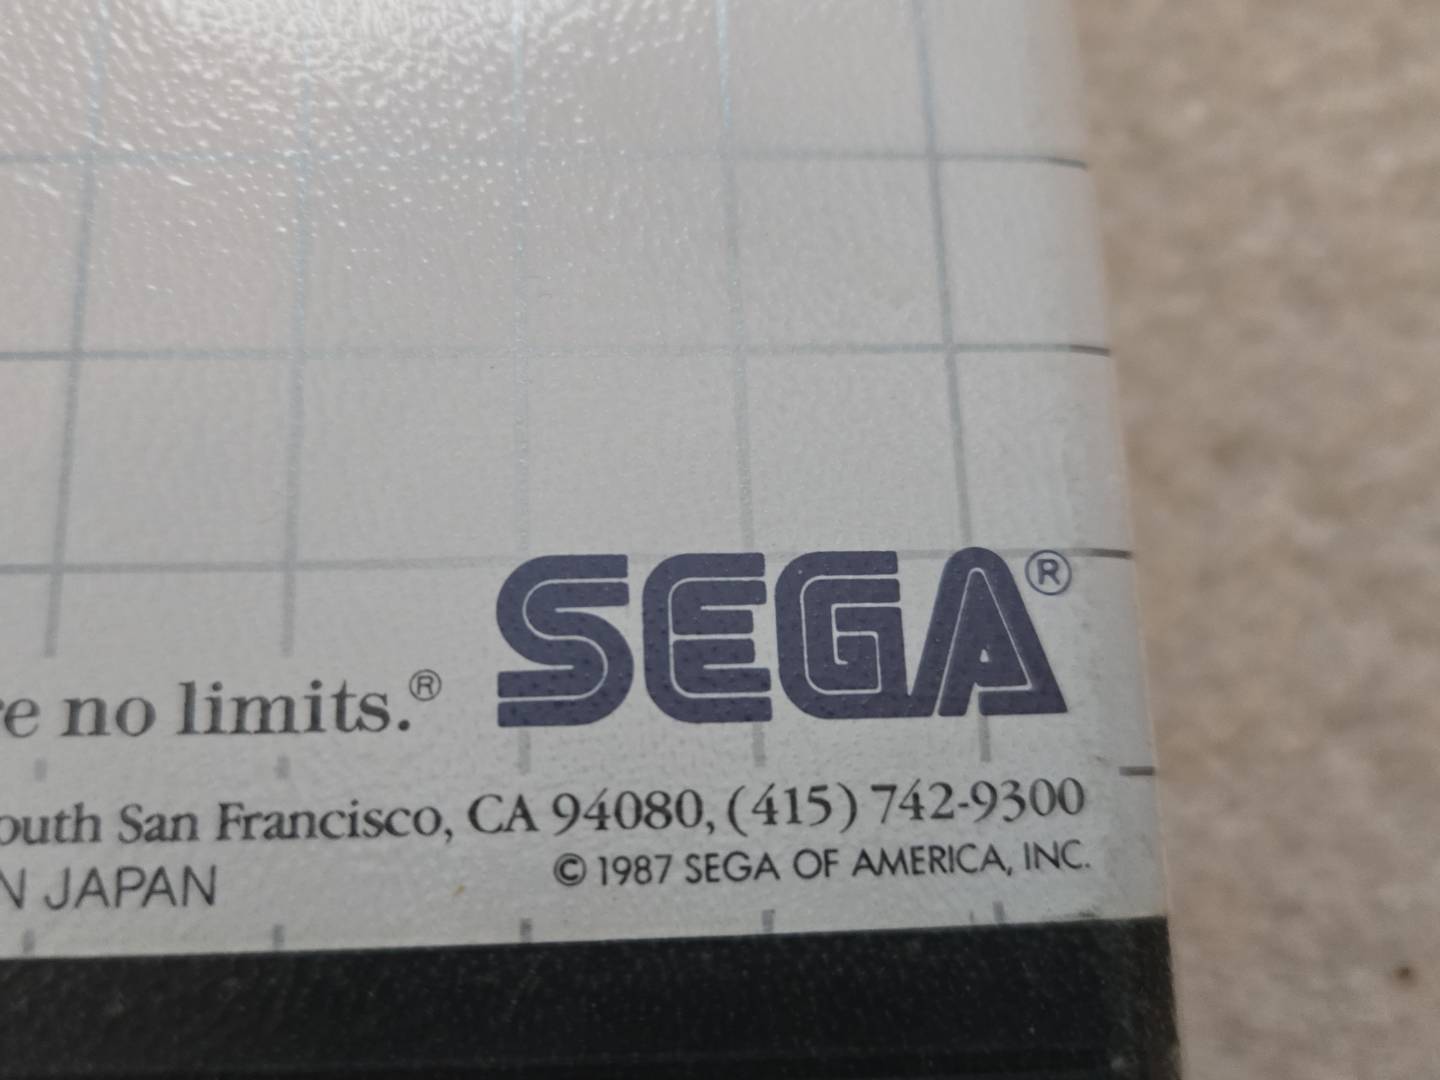 SEGA®
e no limits.®
outh San Francisco, CA 94080, (415) 742-9300
N JAPAN
© 1987 SEGA OF AMERICA, INC.